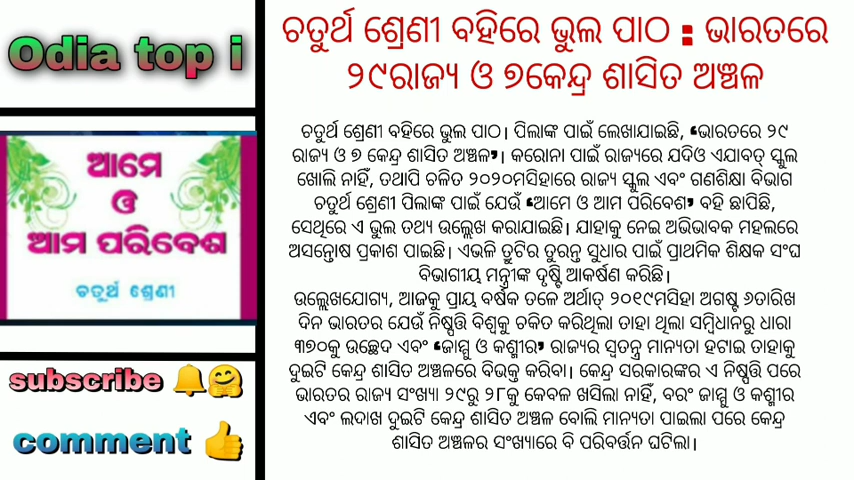 Odia top i
ଆମେ
ଓ
ଆମ ପରିବେଶ
ଚତୁର୍ଥ ଶ୍ରେଣୀ
subscribe 🔔🤗
comment 👍
ଚତୁର୍ଥ ଶ୍ରେଣୀ ବହିରେ ଭୁଲ ପାଠ : ଭାରତରେ
୨୯ରାଜ୍ୟ ଓ ୭କେନ୍ଦ୍ର ଶାସିତ ଅଞ୍ଚଳ
ଚତୁର୍ଥ ଶ୍ରେଣୀ ବହିରେ ଭୁଲ ପାଠ। ପିଲାଙ୍କ ପାଇଁ ଲେଖାଯାଇଛି, ‘ଭାରତରେ ୨୯
ରାଜ୍ୟ ଓ ୭ କେନ୍ଦ୍ର ଶାସିତ ଅଞ୍ଚଳ’। କରୋନା ପାଇଁ ରାଜ୍ୟରେ ଯଦିଓ ଏଯାବତ୍ ସ୍କୁଲ
ଖୋଲି ନାହିଁ, ତଥାପି ଚଳିତ ୨୦୨୦ମସିହାରେ ରାଜ୍ୟ ସ୍କୁଲ ଏବଂ ଗଣଶିକ୍ଷା ବିଭାଗ
ଚତୁର୍ଥ ଶ୍ରେଣୀ ପିଲାଙ୍କ ପାଇଁ ଯେଉଁ ‘ଆମେ ଓ ଆମ ପରିବେଶ’ ବହି ଛାପିଛି,
ସେଥିରେ ଏ ଭୁଲ ତଥ୍ୟ ଉଲ୍ଲେଖ କରାଯାଇଛି। ଯାହାକୁ ନେଇ ଅଭିଭାବକ ମହଲରେ
ଅସନ୍ତୋଷ ପ୍ରକାଶ ପାଇଛି। ଏଭଳି ତ୍ରୁଟିର ତୁରନ୍ତ ସୁଧାର ପାଇଁ ପ୍ରାଥମିକ ଶିକ୍ଷକ ସଂଘ
ବିଭାଗୀୟ ମନ୍ତ୍ରୀଙ୍କ ଦୃଷ୍ଟି ଆକର୍ଷଣ କରିଛି।
ଉଲ୍ଲେଖଯୋଗ୍ୟ, ଆଜକୁ ପ୍ରାୟ ବର୍ଷକ ତଳେ ଅର୍ଥାତ୍ ୨୦୧୯ମସିହା ଅଗଷ୍ଟ ୬ତାରିଖ
ଦିନ ଭାରତର ଯେଉଁ ନିଷ୍ପତ୍ତି ବିଶ୍ୱକୁ ଚକିତ କରିଥିଲା ତାହା ଥିଲା ସମ୍ବିଧାନରୁ ଧାରା
୩୭୦କୁ ଉଚ୍ଛେଦ ଏବଂ ‘ଜାମ୍ମୁ ଓ କଶ୍ମୀର’ ରାଜ୍ୟର ସ୍ୱତନ୍ତ୍ର ମାନ୍ୟତା ହଟାଇ ତାହାକୁ
ଦୁଇଟି କେନ୍ଦ୍ର ଶାସିତ ଅଞ୍ଚଳରେ ବିଭକ୍ତ କରିବା। କେନ୍ଦ୍ର ସରକାରଙ୍କର ଏ ନିଷ୍ପତ୍ତି ପରେ
ଭାରତର ରାଜ୍ୟ ସଂଖ୍ୟା ୨୯ରୁ ୨୮କୁ କେବଳ ଖସିଲା ନାହିଁ, ବରଂ ଜାମ୍ମୁ ଓ କଶ୍ମୀର
ଏବଂ ଲଦାଖ ଦୁଇଟି କେନ୍ଦ୍ର ଶାସିତ ଅଞ୍ଚଳ ବୋଲି ମାନ୍ୟତା ପାଇଲା ପରେ କେନ୍ଦ୍ର
ଶାସିତ ଅଞ୍ଚଳର ସଂଖ୍ୟାରେ ବି ପରିବର୍ତ୍ତନ ଘଟିଲା।